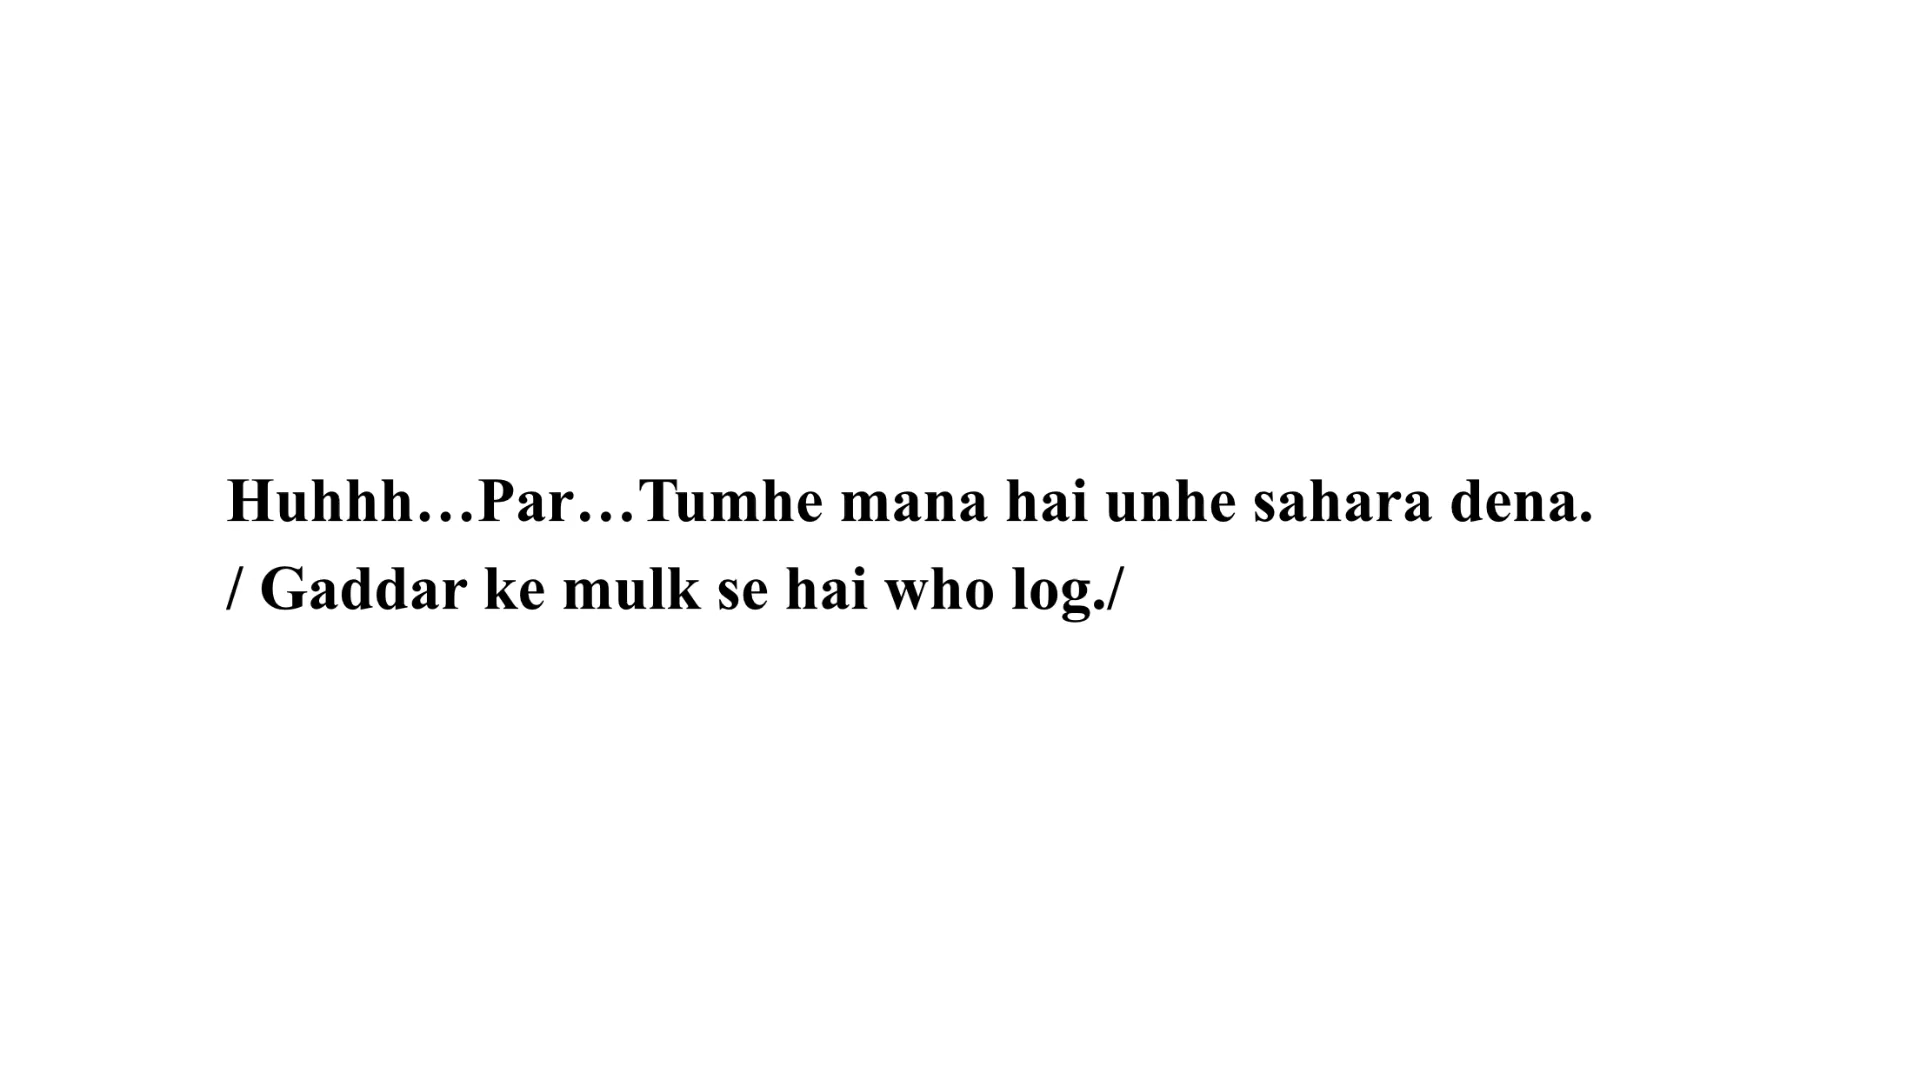 Huhhh…Par…Tumhe mana hai unhe sahara dena.
/ Gaddar ke mulk se hai who log./